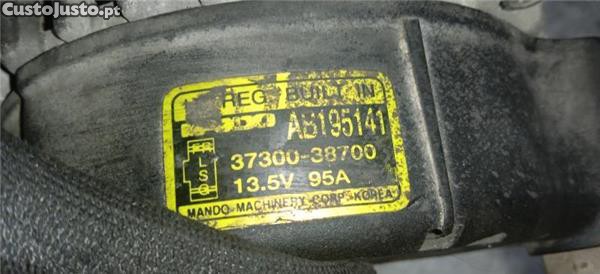 CustoJusto.pt
REG. BUILT IN
AB195141
L
S
37300-38700
13.5V 95A
MANDO MACHINERY CORP. KOREA